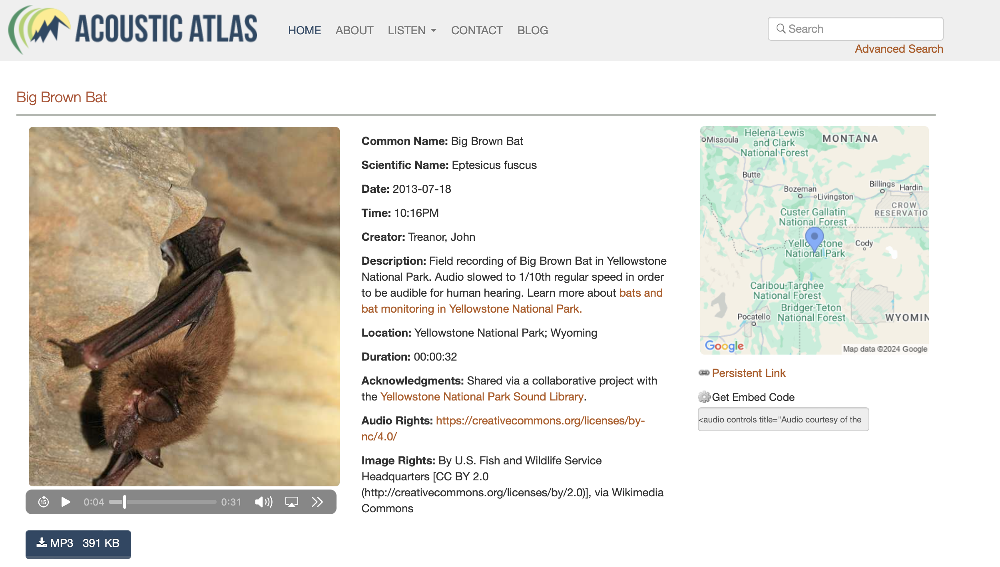 ACOUSTIC ATLAS
HOME ABOUT LISTEN CONTACT BLOG
Search
Advanced Search
Big Brown Bat
Common Name: Big Brown Bat
Scientific Name: Eptesicus fuscus
Date: 2013-07-18
Time: 10:16PM
Creator: Treanor, John
Description: Field recording of Big Brown Bat in Yellowstone
National Park. Audio slowed to 1/10th regular speed in order
to be audible for human hearing. Learn more about bats and
bat monitoring in Yellowstone National Park.
Location: Yellowstone National Park; Wyoming
Duration: 00:00:32
Acknowledgments: Shared via a collaborative project with
the Yellowstone National Park Sound Library.
Audio Rights: https://creativecommons.org/licenses/by-
nc/4.0/
Image Rights: By U.S. Fish and Wildlife Service
Headquarters [CC BY 2.0
(http://creativecommons.org/licenses/by/2.0)], via Wikimedia
Commons
15 0:04 0:31
MP3 391 KB
Missoula
Helena-Lewis
and Clark
National Forest
MONTANA
Butte
Bozeman
Livingston
Billings
Hardin
CROW
RESERVATIO
Custer Gallatin
National Forest
Yello stone
National Park
Cody
Caribou-Targhee
National Forest
Bridger-Teton
National Forest
Pocatello
WYOMIN
Google
Map data ©2024 Google
Persistent Link
Get Embed Code
<audio controls title="Audio courtesy of the